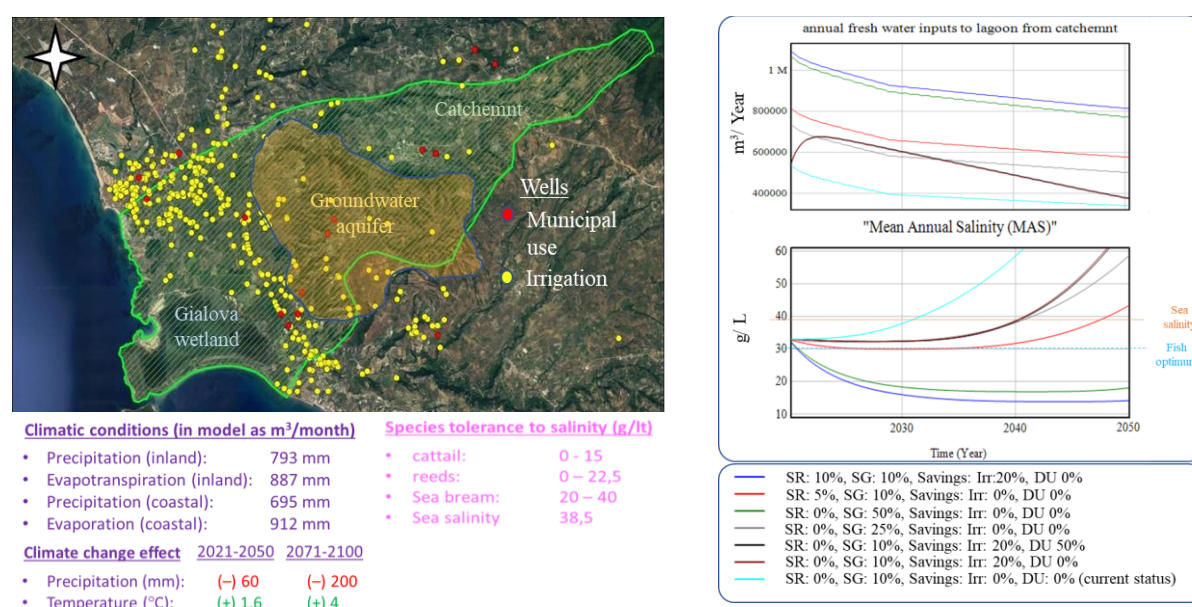 Catchemnt
Groundwater
aquifer
Gialova
wetland
Wells
Municipal
use
Irrigation
Climatic conditions (in model as m³/month)
• Precipitation (inland): 793 mm
• Evapotranspiration (inland): 887 mm
• Precipitation (coastal): 695 mm
• Evaporation (coastal): 912 mm
Species tolerance to salinity (g/lt)
• cattail: 0 - 15
• reeds: 0 – 22,5
• Sea bream: 20 – 40
• Sea salinity 38,5
Climate change effect 2021-2050 2071-2100
• Precipitation (mm): (–) 60 (–) 200
• Temperature (°C): (+) 1.6 (+) 4
annual fresh water inputs to lagoon from catchemnt
m³/ Year
1 M
800000
600000
400000
"Mean Annual Salinity (MAS)"
g/ L
60
50
40
30
20
10
Sea
salinity
Fish
optimum
2030
2040
2050
Time (Year)
SR: 10%, SG: 10%, Savings: Irr:20%, DU 0%
SR: 5%, SG: 10%, Savings: Irr: 0%, DU 0%
SR: 0%, SG: 50%, Savings: Irr: 0%, DU 0%
SR: 0%, SG: 25%, Savings: Irr: 0%, DU 0%
SR: 0%, SG: 10%, Savings: Irr: 20%, DU 50%
SR: 0%, SG: 10%, Savings: Irr: 20%, DU 0%
SR: 0%, SG: 10%, Savings: Irr: 0%, DU: 0% (current status)